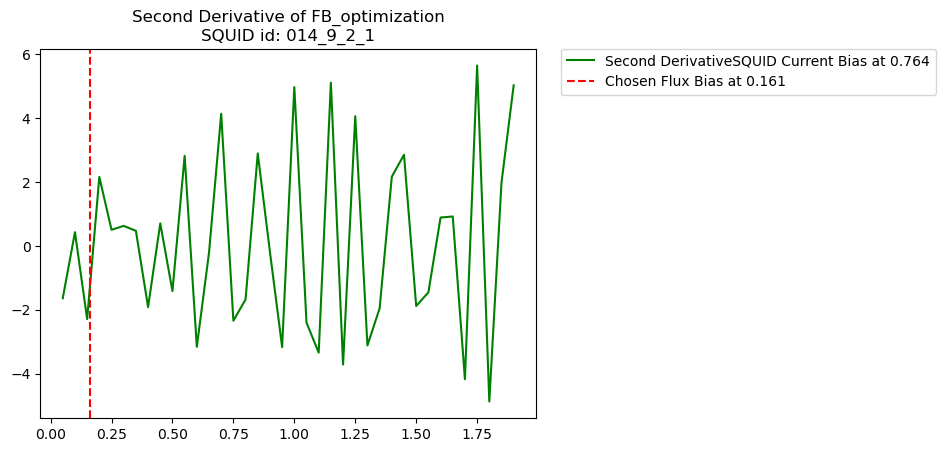 Second Derivative of FB_optimization
SQUID id: 014_9_2_1
Second DerivativeSQUID Current Bias at 0.764
Chosen Flux Bias at 0.161
6
4
2
0
−2
−4
0.00 0.25 0.50 0.75 1.00 1.25 1.50 1.75